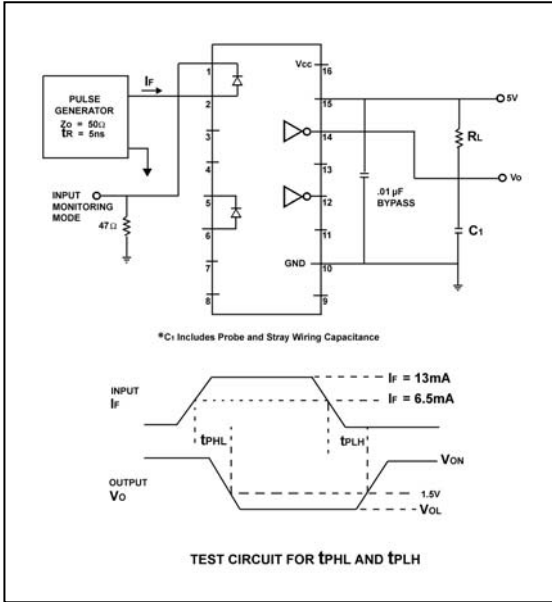 IF
PULSE
GENERATOR
ZO = 50Ω
tR = 5ns
INPUT
MONITORING
MODE
47Ω
1
2
3
4
5
6
7
8
Vcc
16
15
14
13
12
11
GND
10
9
.01 µF
BYPASS
5V
RL
Vo
C1
*C1 Includes Probe and Stray Wiring Capacitance
INPUT
IF
IF = 13mA
IF = 6.5mA
tPHL
tPLH
OUTPUT
VO
VON
1.5V
VOL
TEST CIRCUIT FOR tPHL AND tPLH